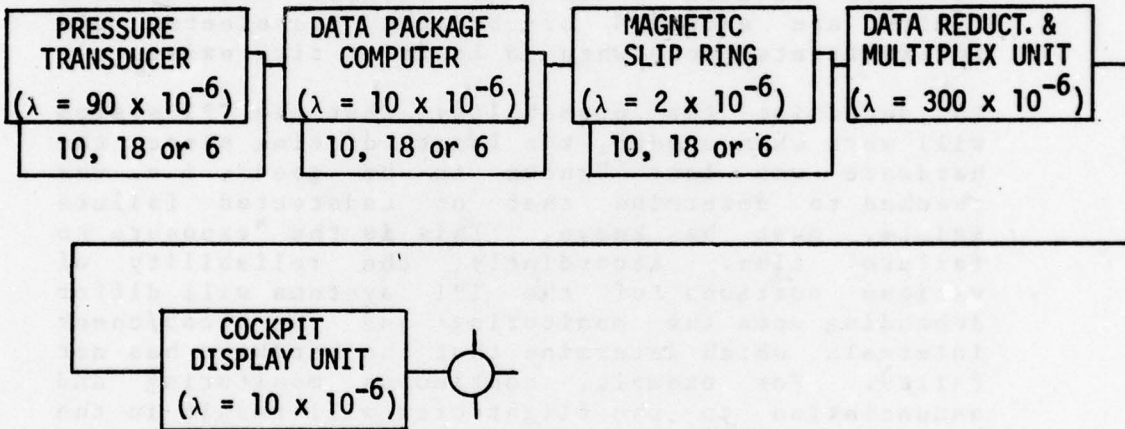 PRESSURE
TRANSDUCER
(λ = 90 x 10⁻⁶)
10, 18 or 6
DATA PACKAGE
COMPUTER
(λ = 10 x 10⁻⁶)
10, 18 or 6
MAGNETIC
SLIP RING
(λ = 2 x 10⁻⁶)
10, 18 or 6
DATA REDUCT. &
MULTIPLEX UNIT
(λ = 300 x 10⁻⁶)
COCKPIT
DISPLAY UNIT
(λ = 10 x 10⁻⁶)